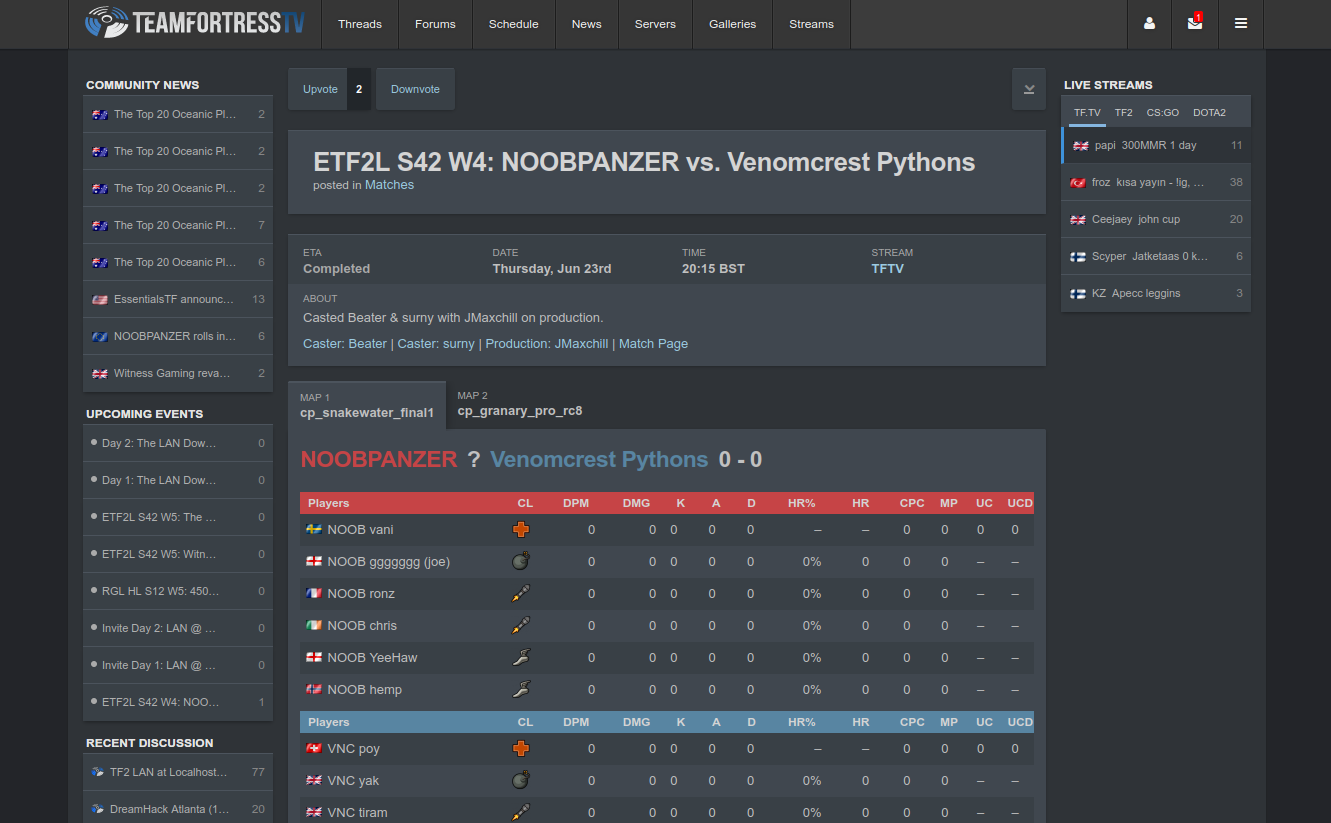 TEAMFORTRESSTV
Threads
Forums
Schedule
News
Servers
Galleries
Streams
1
COMMUNITY NEWS
The Top 20 Oceanic Pl... 2
The Top 20 Oceanic Pl... 2
The Top 20 Oceanic Pl... 2
The Top 20 Oceanic Pl... 7
The Top 20 Oceanic Pl... 6
EssentialsTF announc... 13
NOOBPANZER rolls in... 6
Witness Gaming reva... 2
UPCOMING EVENTS
Day 2: The LAN Dow... 0
Day 1: The LAN Dow... 0
ETF2L S42 W5: The ... 0
ETF2L S42 W5: Witn... 0
RGL HL S12 W5: 450... 0
Invite Day 2: LAN @ ... 0
Invite Day 1: LAN @ ... 0
ETF2L S42 W4: NOO... 1
RECENT DISCUSSION
TF2 LAN at Localhost... 77
DreamHack Atlanta (1... 20
Upvote 2 Downvote
ETF2L S42 W4: NOOBPANZER vs. Venomcrest Pythons
posted in Matches
ETA DATE TIME STREAM
Completed Thursday, Jun 23rd 20:15 BST TFTV
ABOUT
Casted Beater & surny with JMaxchill on production.
Caster: Beater | Caster: surny | Production: JMaxchill | Match Page
MAP 1
cp_snakewater_final1
MAP 2
cp_granary_pro_rc8
NOOBPANZER ? Venomcrest Pythons 0 - 0
Players CL DPM DMG K A D HR% HR CPC MP UC UCD
NOOB vani 0 0 0 0 0 – – 0 0 0 0
NOOB ggggggg (joe) 0 0 0 0 0 0% 0 0 0 – –
NOOB ronz 0 0 0 0 0 0% 0 0 0 – –
NOOB chris 0 0 0 0 0 0% 0 0 0 – –
NOOB YeeHaw 0 0 0 0 0 0% 0 0 0 – –
NOOB hemp 0 0 0 0 0 0% 0 0 0 – –
Players CL DPM DMG K A D HR% HR CPC MP UC UCD
VNC poy 0 0 0 0 0 – – 0 0 0 0
VNC yak 0 0 0 0 0 0% 0 0 0 – –
VNC tiram 0 0 0 0 0 0% 0 0 0 – –
LIVE STREAMS
TF.TV TF2 CS:GO DOTA2
papi 300MMR 1 day 11
froz kısa yayın - !ig, ... 38
Ceejaey john cup 20
Scyper Jatketaas 0 k... 6
KZ Apecc leggins 3